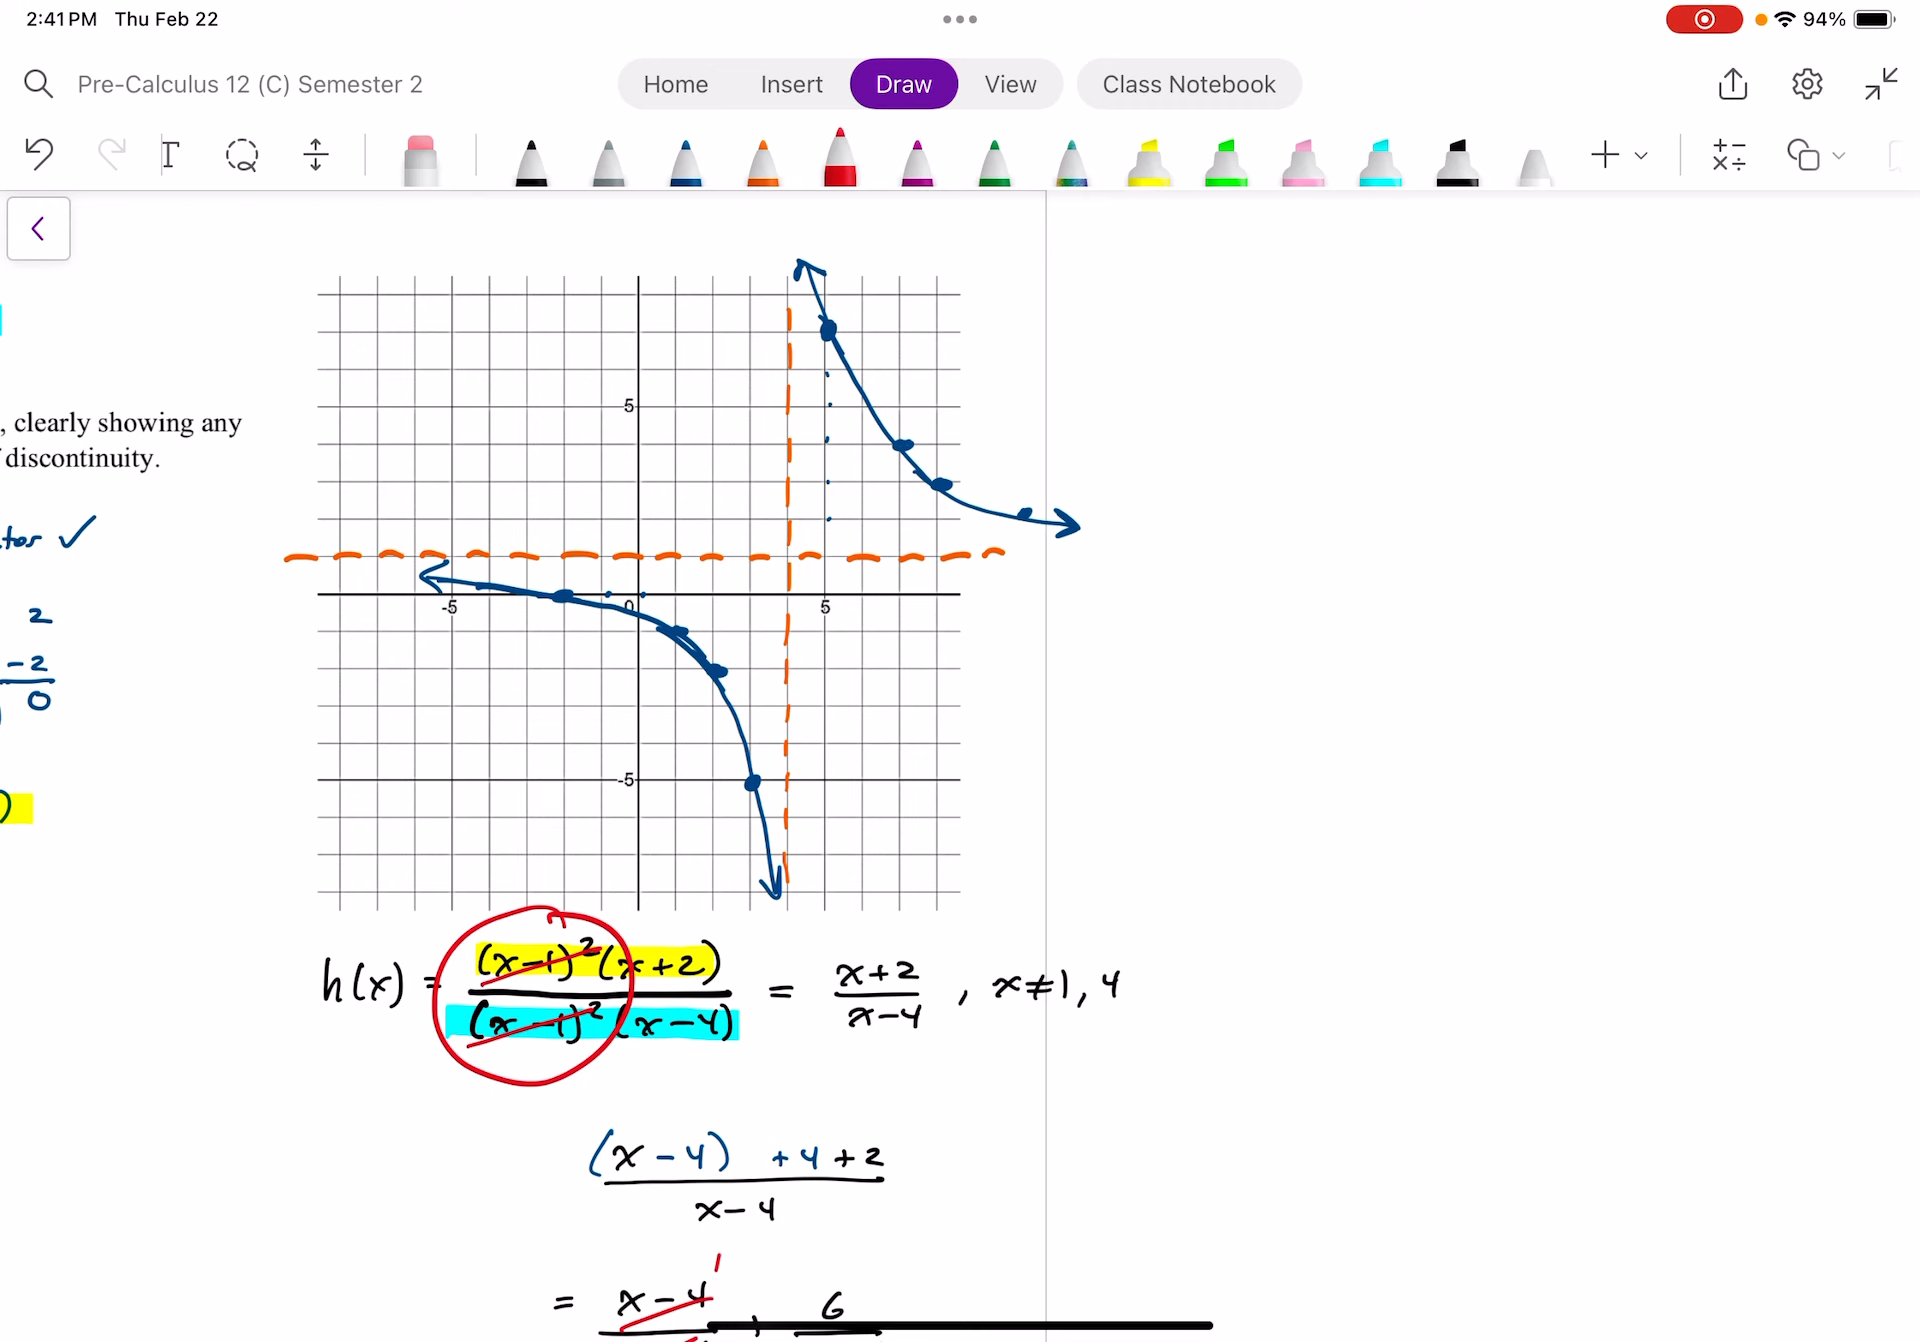 2:41 PM Thu Feb 22
94%
Pre-Calculus 12 (C) Semester 2
Home Insert Draw View Class Notebook
, clearly showing any
discontinuity.
tor ✓
2
-2
0
5
-5 0 5
-5
h(x) = (x-1)²(x+2) / (x-1)²(x-4) = x+2 / x-4 , x≠1, 4
(x-4) +4+2
x-4
1
= x-4 + 6